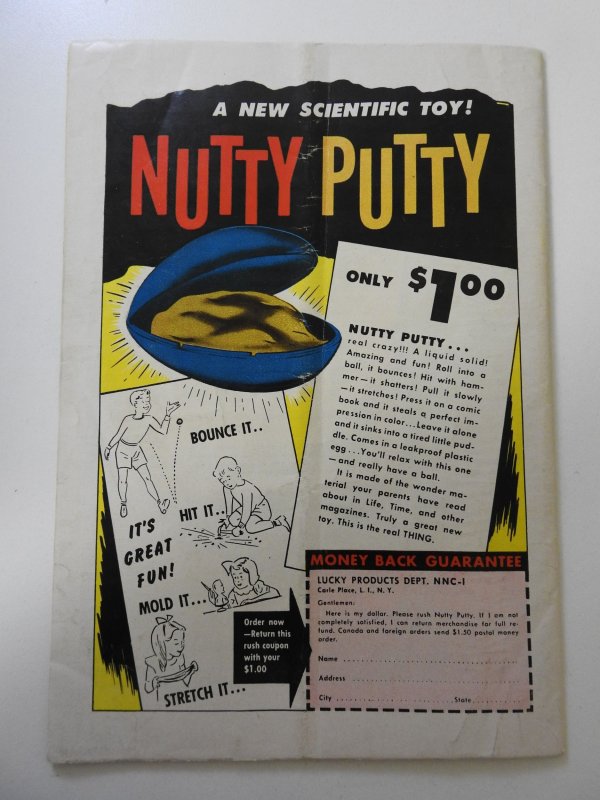 A NEW SCIENTIFIC TOY!
NUTTY PUTTY
ONLY $1.00
NUTTY PUTTY...
real crazy!!! A liquid solid!
Amazing and fun! Roll into a
ball, it bounces! Hit with ham-
mer—it shatters! Pull it slowly
—it stretches! Press it on a comic
book and it steals a perfect im-
pression in color...Leave it alone
and it sinks into a tired little pud-
dle. Comes in a leakproof plastic
egg...You'll relax with this one
—and really have a ball.
It is made of the wonder ma-
terial your parents have read
about in Life, Time, and other
magazines. Truly a great new
toy. This is the real THING.
BOUNCE IT..
HIT IT..
IT'S
GREAT
FUN!
MOLD IT...
STRETCH IT...
Order now
—Return this
rush coupon
with your
$1.00
MONEY BACK GUARANTEE
LUCKY PRODUCTS DEPT. NNC-1
Carle Place, L. I., N. Y.
Gentlemen:
Here is my dollar. Please rush Nutty Putty. If I am not
completely satisfied, I can return merchandise for full re-
fund. Canada and foreign orders send $1.50 postal money
order.
Name
Address
City State